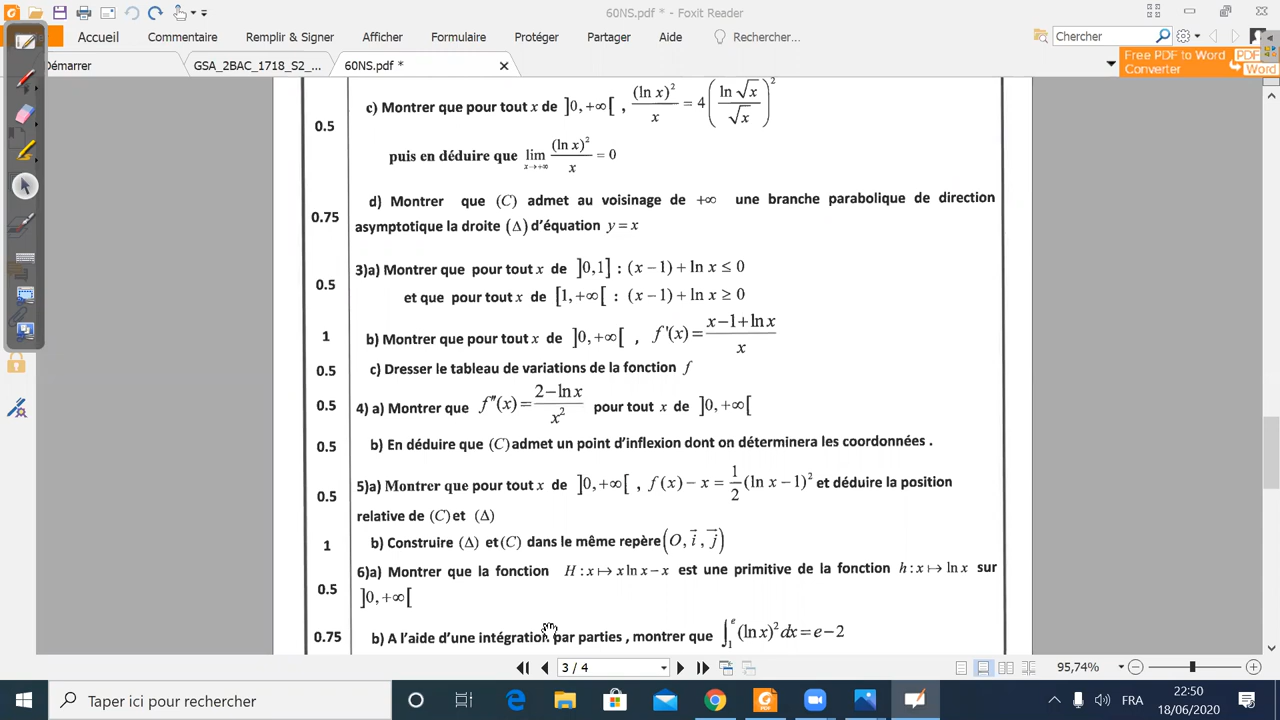 60NS.pdf * - Foxit Reader
Accueil Commentaire Remplir & Signer Afficher Formulaire Protéger Partager Aide Rechercher... Chercher
Démarrer GSA_2BAC_1718_S2_... 60NS.pdf * Free PDF to Word Converter PDF Word
0.5 c) Montrer que pour tout x de ]0,+∞[ , (ln x)²/x = 4(ln √x / √x)²
puis en déduire que lim x→+∞ (ln x)²/x = 0
0.75 d) Montrer que (C) admet au voisinage de +∞ une branche parabolique de direction
asymptotique la droite (Δ) d'équation y = x
0.5 3)a) Montrer que pour tout x de ]0,1] : (x−1)+ln x ≤ 0
et que pour tout x de [1,+∞[ : (x−1)+ln x ≥ 0
1 b) Montrer que pour tout x de ]0,+∞[ , f'(x) = (x−1+ln x)/x
0.5 c) Dresser le tableau de variations de la fonction f
0.5 4) a) Montrer que f''(x) = (2−ln x)/x² pour tout x de ]0,+∞[
0.5 b) En déduire que (C) admet un point d'inflexion dont on déterminera les coordonnées .
0.5 5)a) Montrer que pour tout x de ]0,+∞[ , f(x)−x = 1/2 (ln x−1)² et déduire la position
relative de (C) et (Δ)
1 b) Construire (Δ) et (C) dans le même repère (O, i⃗, j⃗)
0.5 6)a) Montrer que la fonction H : x ↦ x ln x − x est une primitive de la fonction h : x ↦ ln x sur
]0,+∞[
0.75 b) A l'aide d'une intégration par parties , montrer que ∫₁ᵉ (ln x)² dx = e − 2
3 / 4 95,74%
Taper ici pour rechercher FRA 22:50
18/06/2020